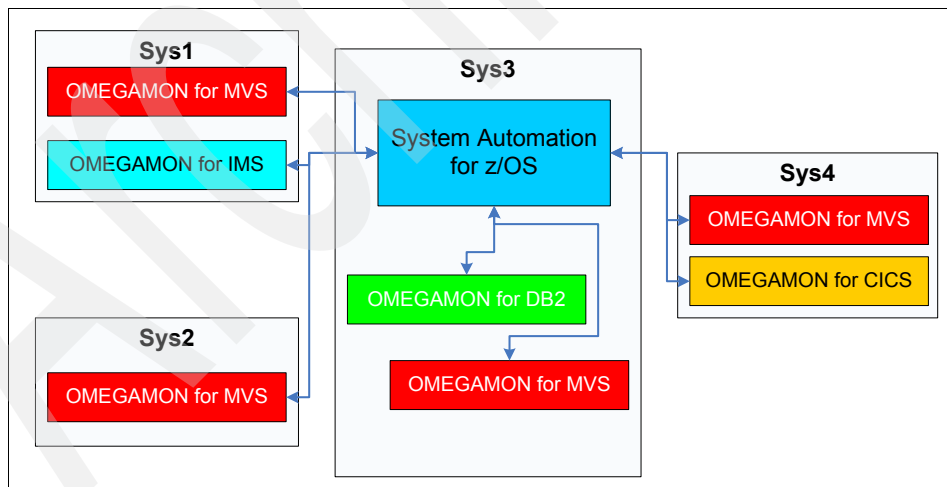 Sys1
OMEGAMON for MVS
OMEGAMON for IMS
Sys2
OMEGAMON for MVS
Sys3
System Automation
for z/OS
OMEGAMON for DB2
OMEGAMON for MVS
Sys4
OMEGAMON for MVS
OMEGAMON for CICS